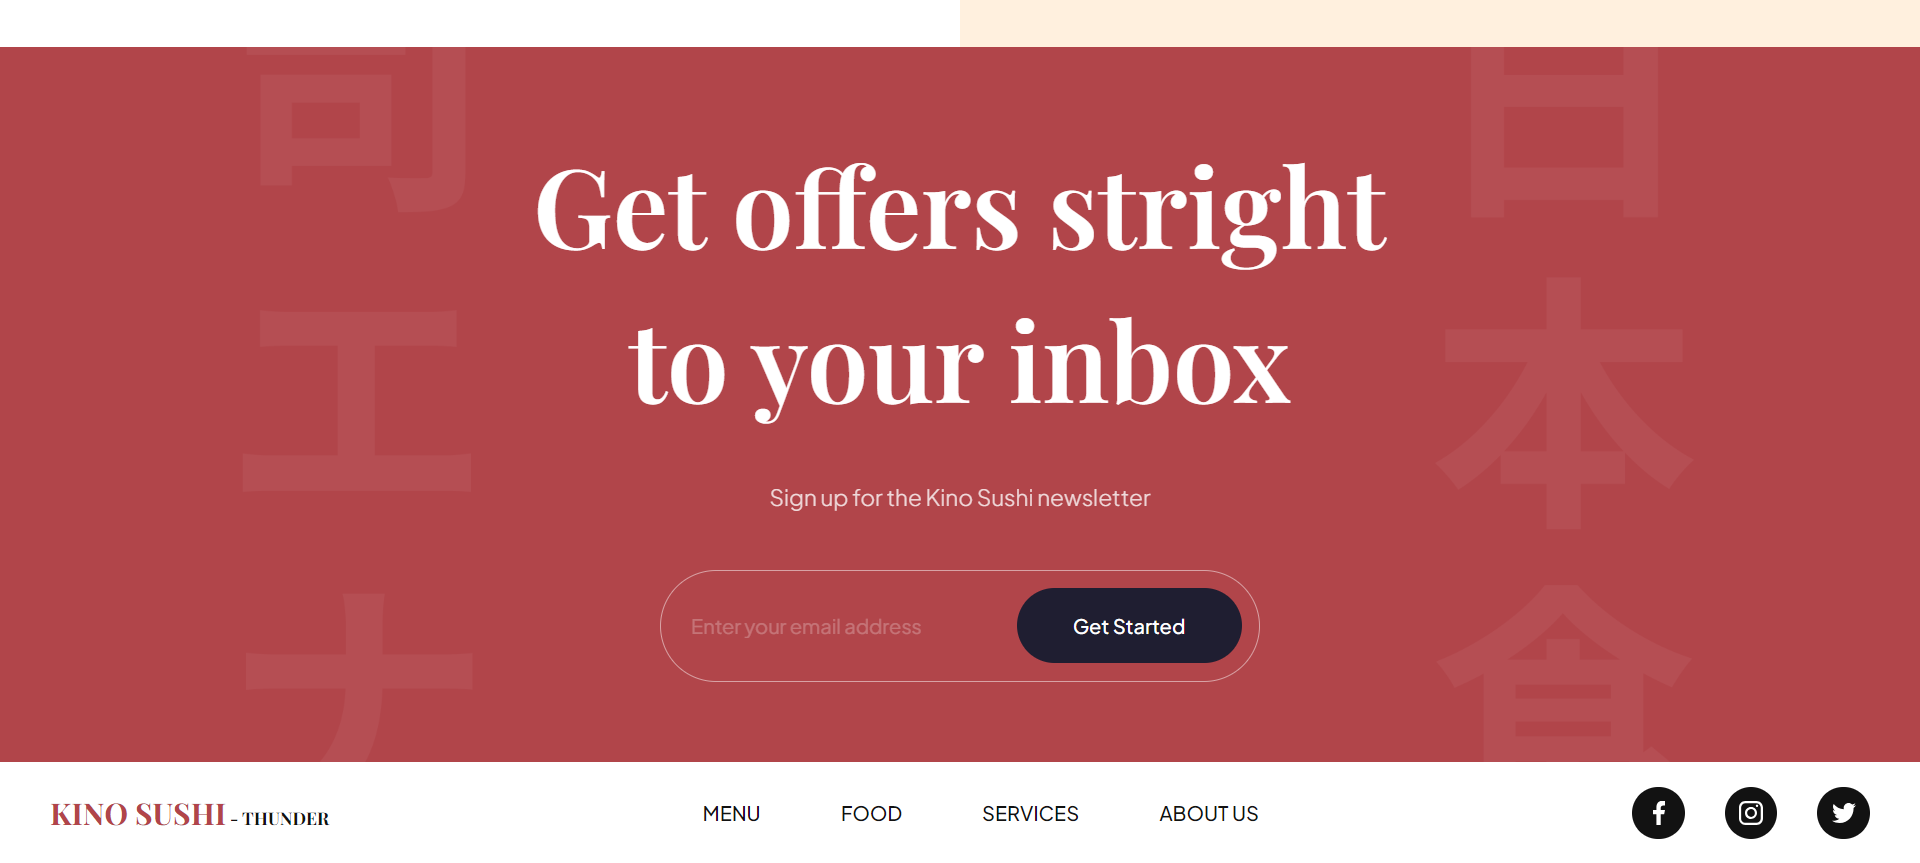 Get offers stright
to your inbox
Sign up for the Kino Sushi newsletter
Enter your email address
Get Started
日
本
食
工
ナ
KINO SUSHI - THUNDER
MENU
FOOD
SERVICES
ABOUT US